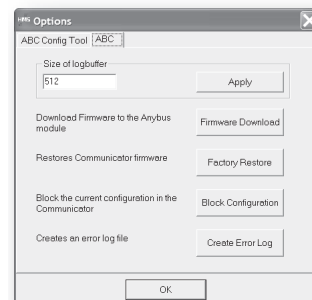 HMS Options
ABC Config Tool ABC
Size of logbuffer
512
Apply
Download Firmware to the Anybus
module
Firmware Download
Restores Communicator firmware
Factory Restore
Block the current configuration in the
Communicator
Block Configuration
Creates an error log file
Create Error Log
OK